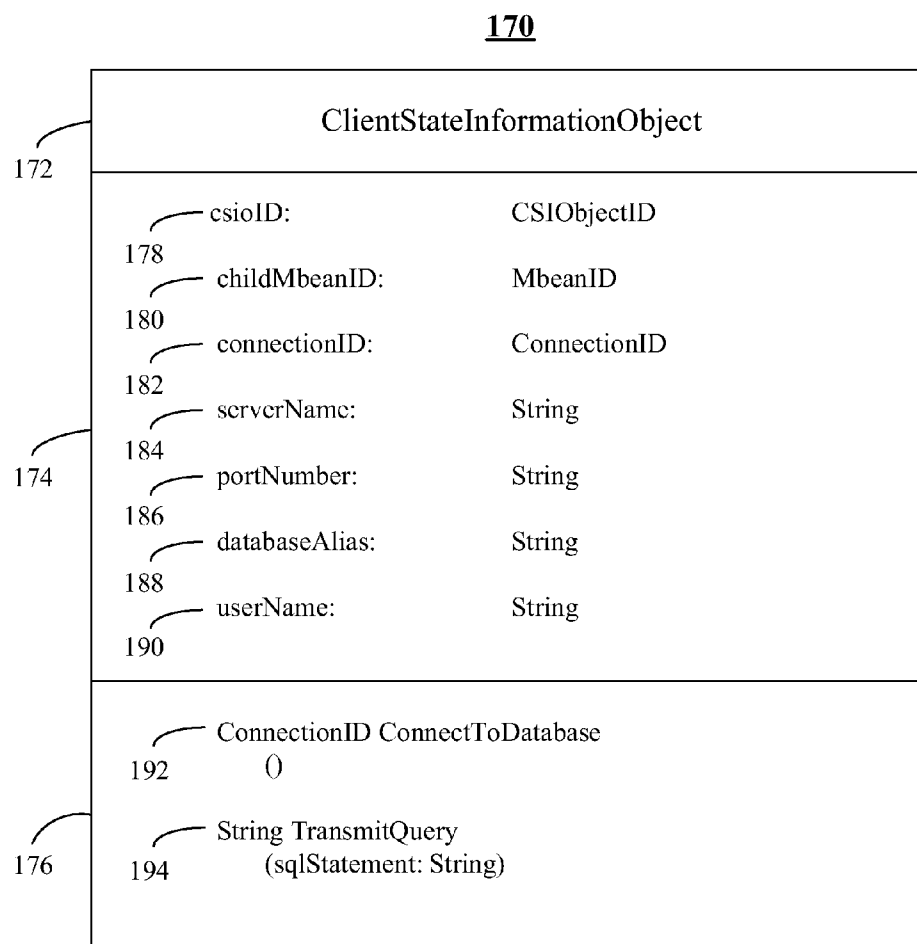 170
ClientStateInformationObject
172
csioID: CSIObjectID
178
childMbeanID: MbeanID
180
connectionID: ConnectionID
182
serverName: String
184
174
portNumber: String
186
databaseAlias: String
188
userName: String
190
ConnectionID ConnectToDatabase
192 ()
String TransmitQuery
176 194 (sqlStatement: String)